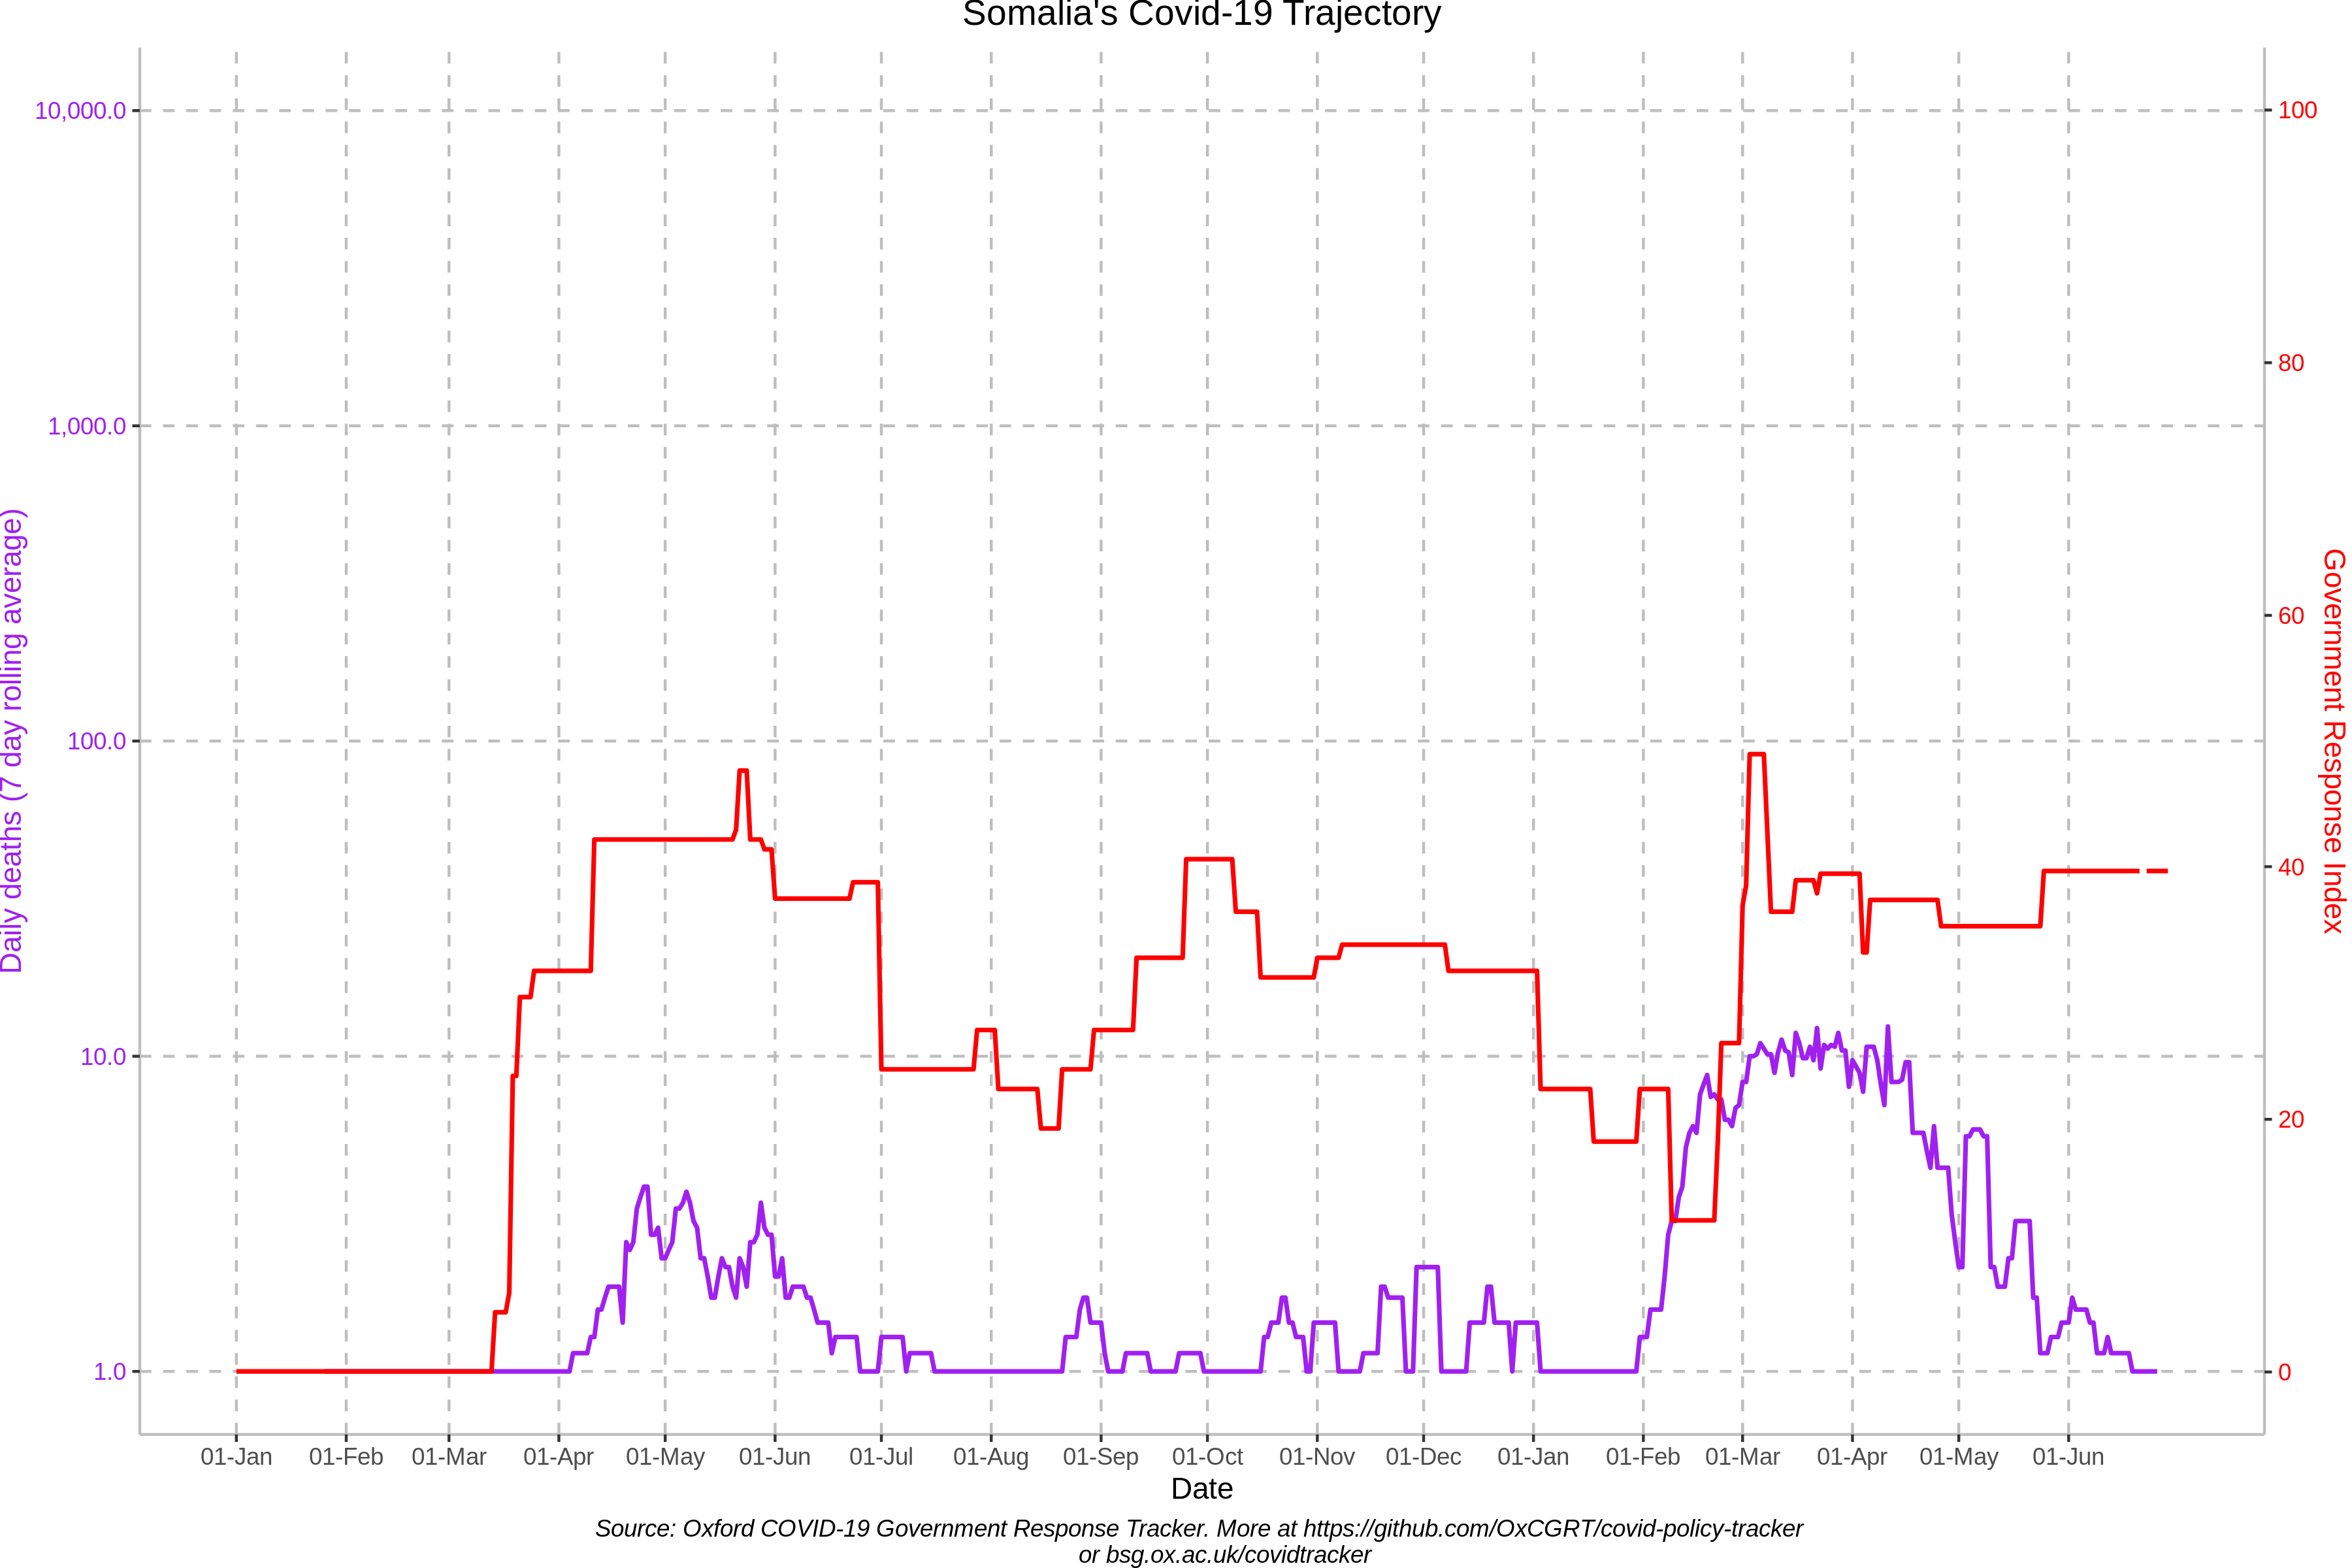 Somalia's Covid-19 Trajectory
10,000.0
1,000.0
100.0
10.0
1.0
Daily deaths (7 day rolling average)
100
80
60
40
20
0
Government Response Index
01-Jan 01-Feb 01-Mar 01-Apr 01-May 01-Jun 01-Jul 01-Aug 01-Sep 01-Oct 01-Nov 01-Dec 01-Jan 01-Feb 01-Mar 01-Apr 01-May 01-Jun
Date
Source: Oxford COVID-19 Government Response Tracker. More at https://github.com/OxCGRT/covid-policy-tracker
or bsg.ox.ac.uk/covidtracker